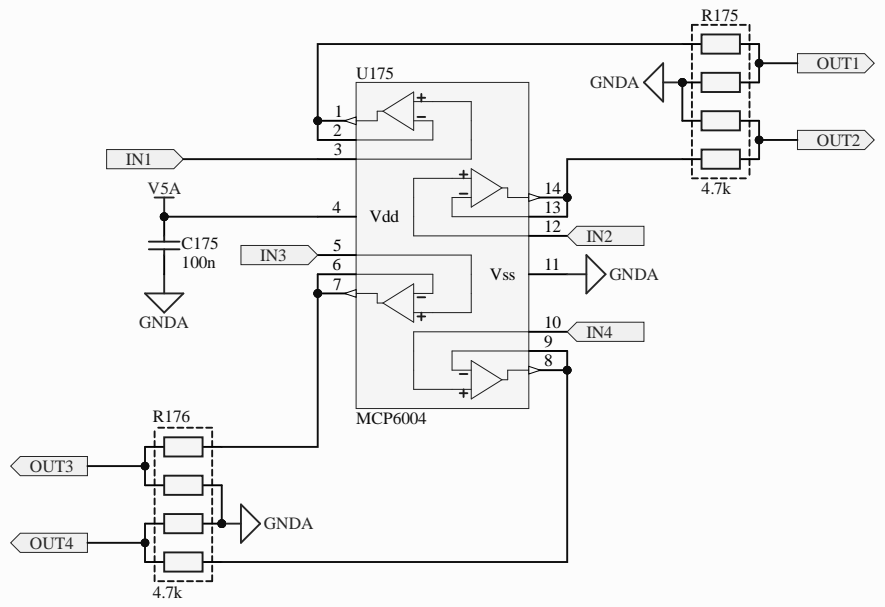 R175
OUT1
GNDA
U175
+
−
1
2
3
IN1
OUT2
4.7k
V5A
+
−
14
13
4
Vdd
12
IN2
C175
100n
IN3
5
6
7
Vss
11
GNDA
GNDA
−
+
10
IN4
9
8
−
+
MCP6004
R176
OUT3
GNDA
OUT4
4.7k